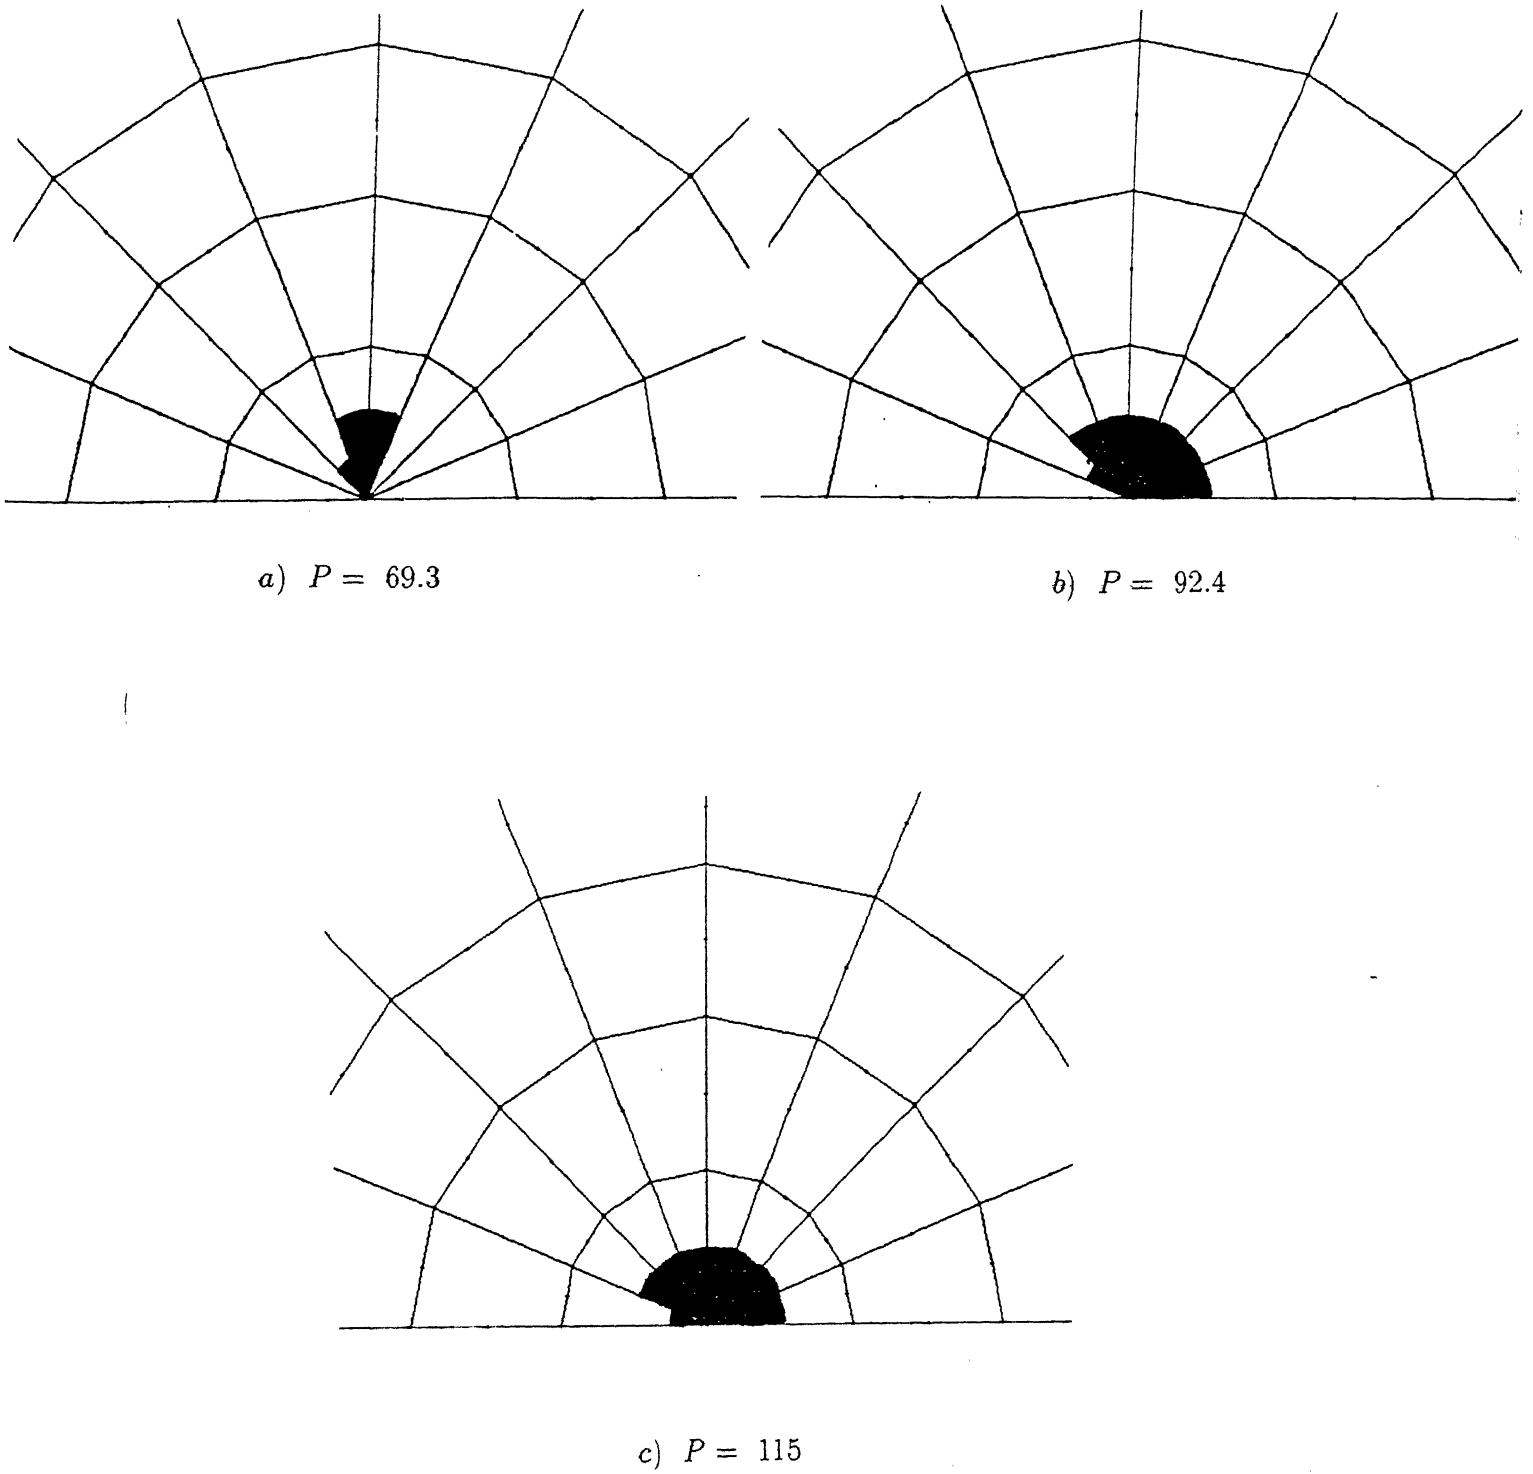 a) P = 69.3
b) P = 92.4
c) P = 115